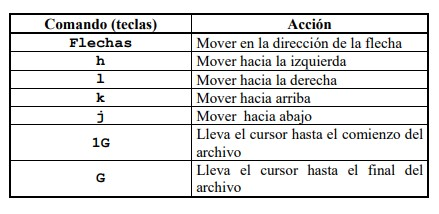 Comando (teclas) Acción
Flechas Mover en la dirección de la flecha
h Mover hacia la izquierda
l Mover hacia la derecha
k Mover hacia arriba
j Mover hacia abajo
1G Lleva el cursor hasta el comienzo del
archivo
G Lleva el cursor hasta el final del
archivo